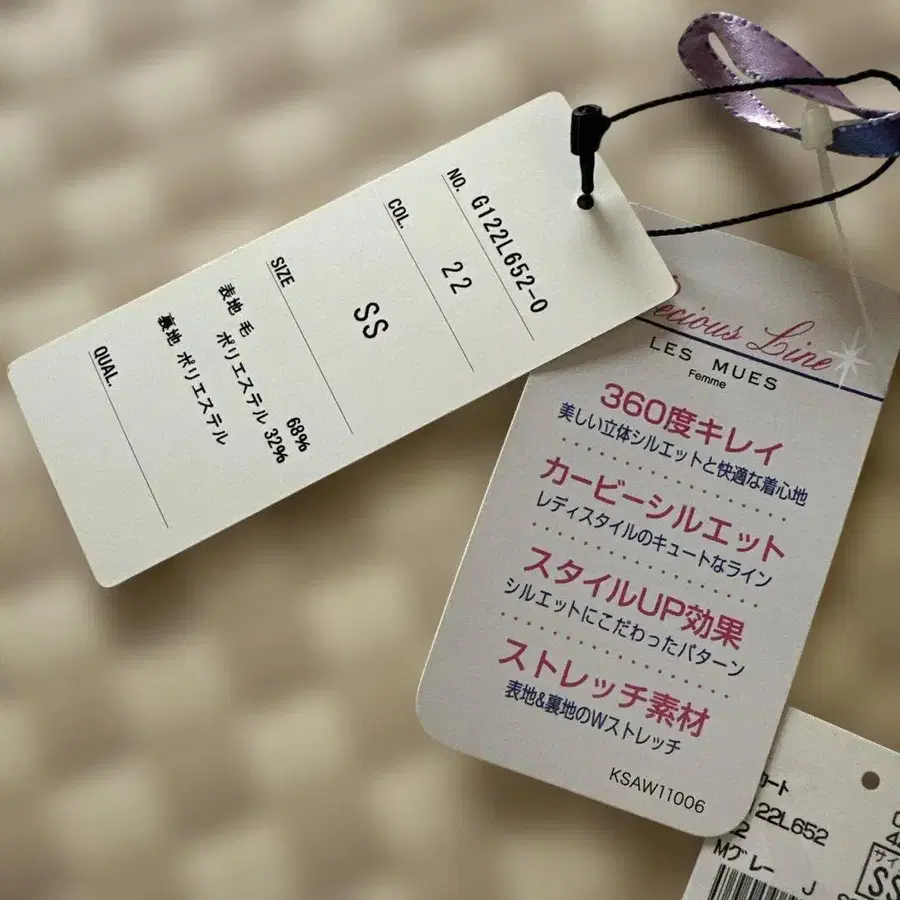 NO. G122L652-0
COL. 22
SIZE SS
表地 毛 68%
ポリエステル 32%
裏地 ポリエステル
QUAL.
Precious Line
LES MUES
Femme
360度キレイ
美しい立体シルエットと快適な着心地
カービーシルエット
レディスタイルのキュートなライン
スタイルUP効果
シルエットにこだわったパターン
ストレッチ素材
表地&裏地のWストレッチ
KSAW11006
カート
22L652
Mグレー J
SS